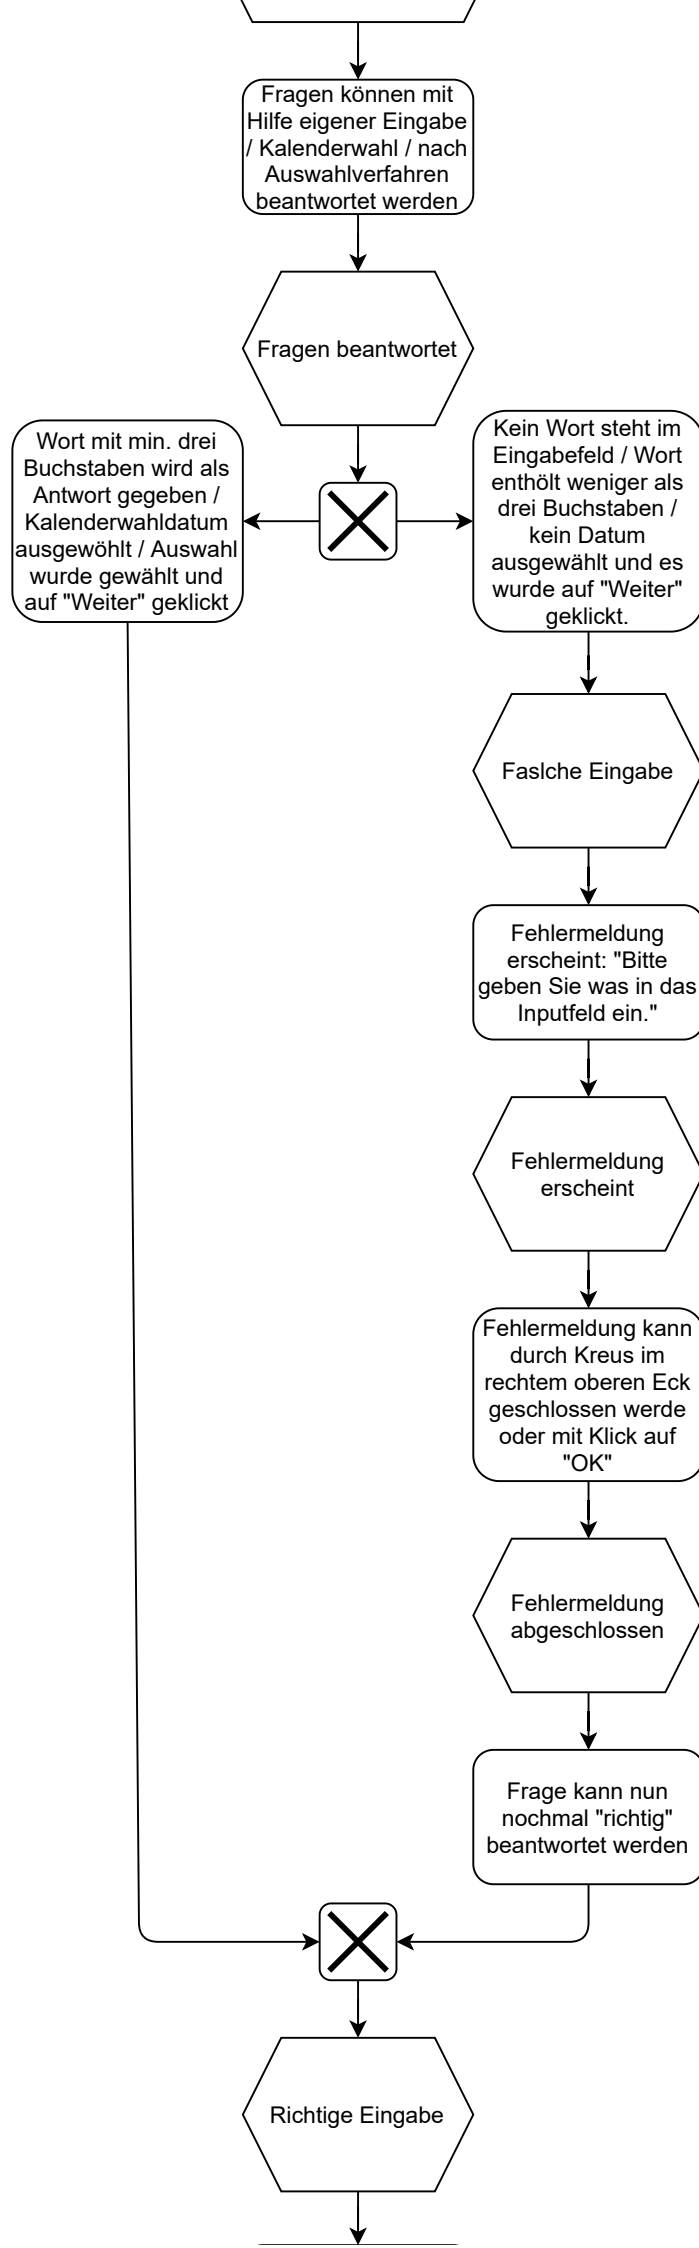 Fragen können mit
Hilfe eigener Eingabe
/ Kalenderwahl / nach
Auswahlverfahren
beantwortet werden
Fragen beantwortet
Wort mit min. drei
Buchstaben wird als
Antwort gegeben /
Kalenderwahldatum
ausgewöhlt / Auswahl
wurde gewählt und
auf "Weiter" geklickt
Kein Wort steht im
Eingabefeld / Wort
enthölt weniger als
drei Buchstaben /
kein Datum
ausgewählt und es
wurde auf "Weiter"
geklickt.
Faslche Eingabe
Fehlermeldung
erscheint: "Bitte
geben Sie was in das
Inputfeld ein."
Fehlermeldung
erscheint
Fehlermeldung kann
durch Kreus im
rechtem oberen Eck
geschlossen werde
oder mit Klick auf
"OK"
Fehlermeldung
abgeschlossen
Frage kann nun
nochmal "richtig"
beantwortet werden
Richtige Eingabe